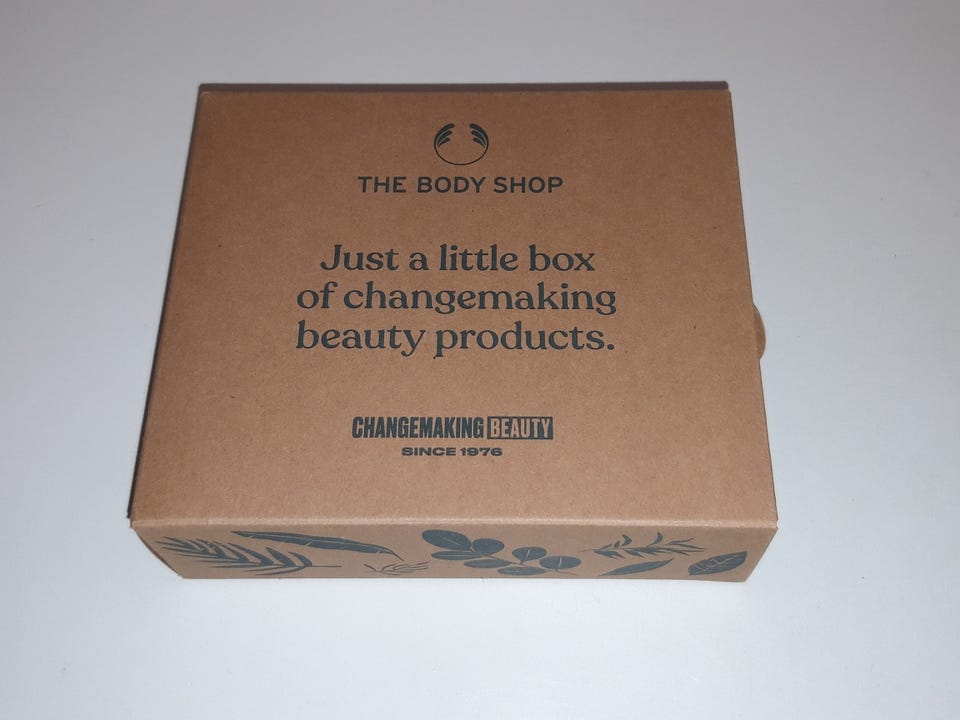 THE BODY SHOP
Just a little box
of changemaking
beauty products.
CHANGEMAKING BEAUTY
SINCE 1976